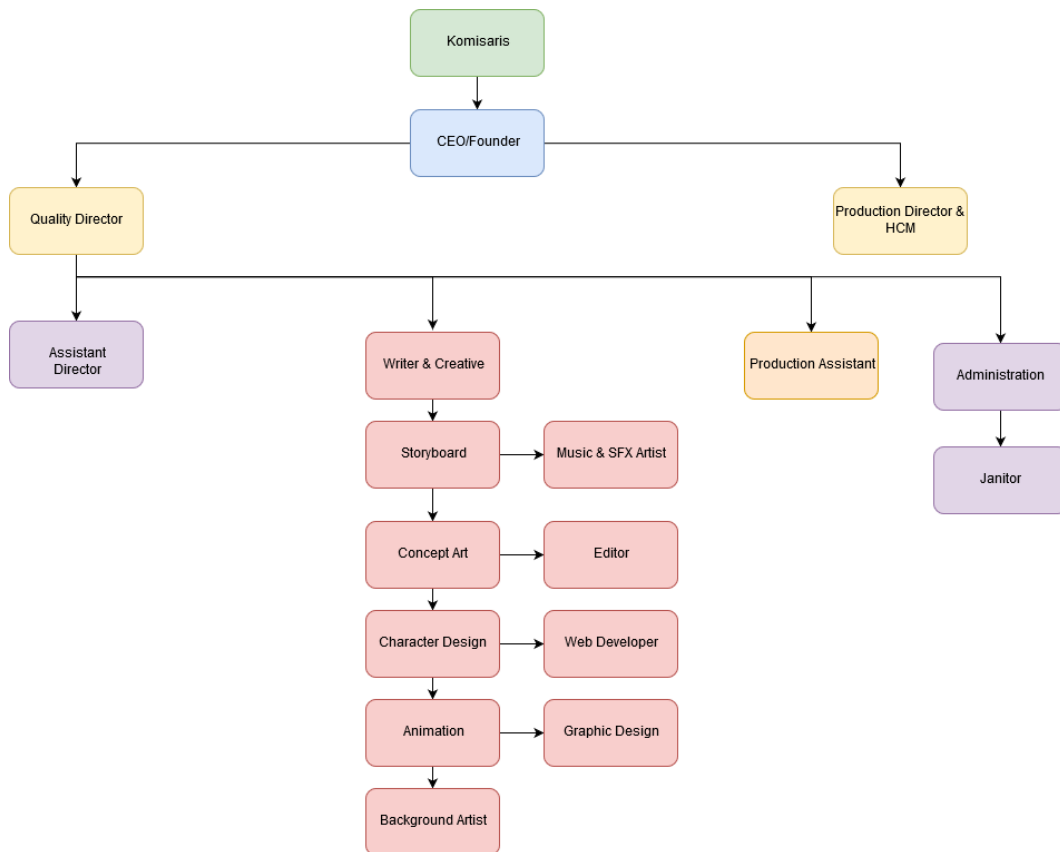 Komisaris
CEO/Founder
Quality Director
Production Director &
HCM
Assistant
Director
Writer & Creative
Production Assistant
Administration
Storyboard
Music & SFX Artist
Janitor
Concept Art
Editor
Character Design
Web Developer
Animation
Graphic Design
Background Artist